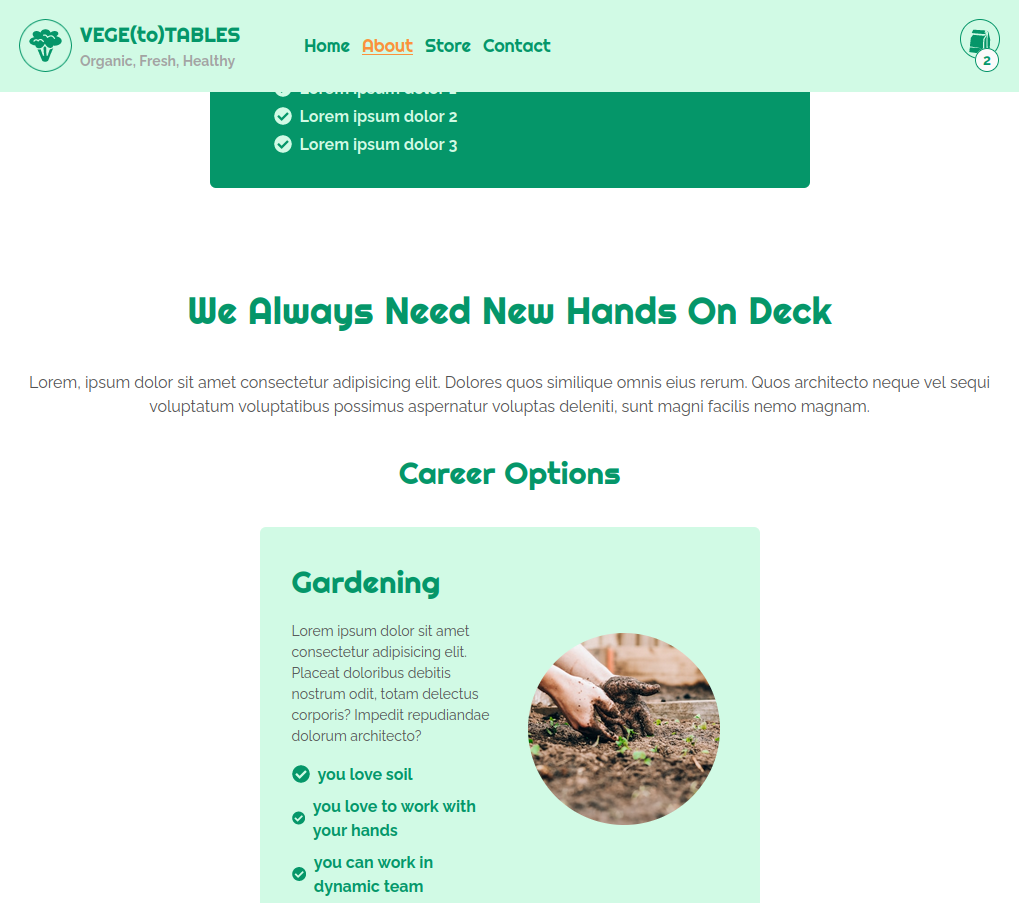 VEGE(to)TABLES
Organic, Fresh, Healthy
Home About Store Contact
2
Lorem ipsum dolor 1
Lorem ipsum dolor 2
Lorem ipsum dolor 3
We Always Need New Hands On Deck
Lorem, ipsum dolor sit amet consectetur adipisicing elit. Dolores quos similique omnis eius rerum. Quos architecto neque vel sequi
voluptatum voluptatibus possimus aspernatur voluptas deleniti, sunt magni facilis nemo magnam.
Career Options
Gardening
Lorem ipsum dolor sit amet
consectetur adipisicing elit.
Placeat doloribus debitis
nostrum odit, totam delectus
corporis? Impedit repudiandae
dolorum architecto?
you love soil
you love to work with
your hands
you can work in
dynamic team